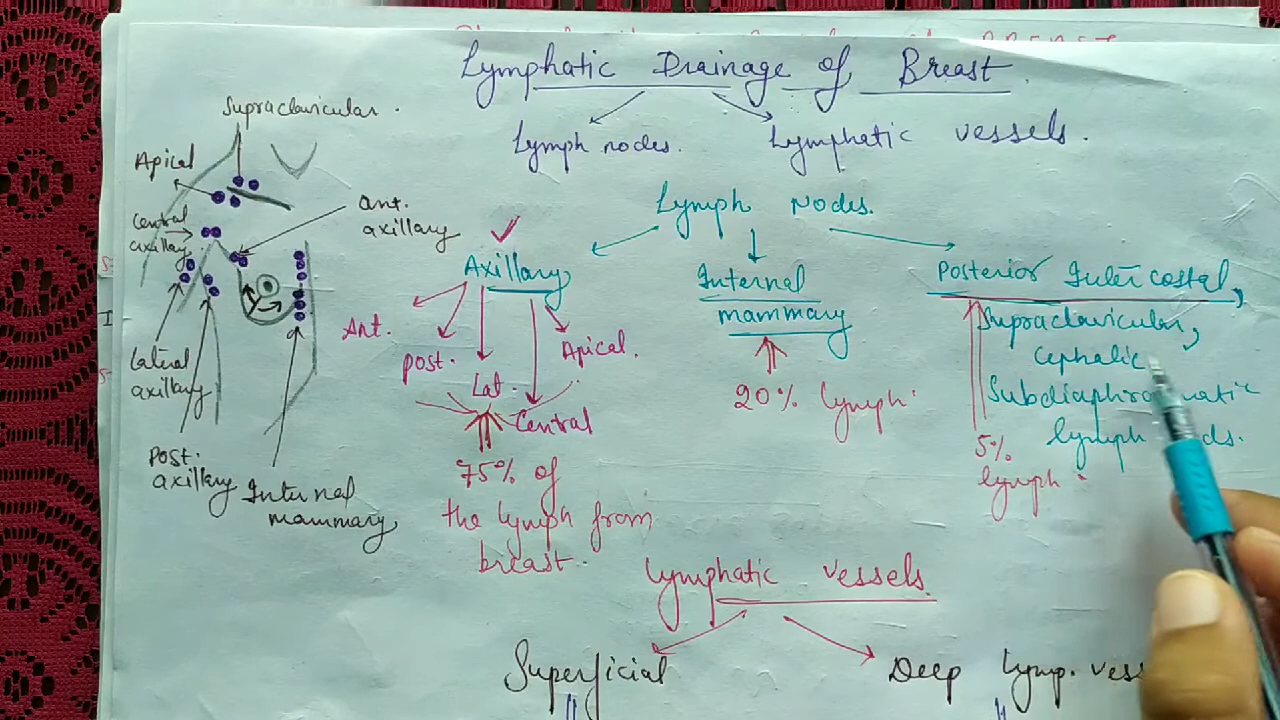 Lymphatic Drainage of Breast.
Lymph nodes.
Lymphatic vessels.
Supraclavicular.
Apical
Central
axillary
ant.
axillary
Lateral
axillary
Post.
axillary
Internal
mammary
Lymph Nodes.
Axillary
Ant.
Post.
Lat.
Central
Apical.
75% of
the lymph from
breast.
Internal
mammary
20% lymph.
Posterior Intercostal,
Supraclavicular,
Cephalic
lymph
5%
lymph.
Lymphatic vessels.
Superficial
Deep lymp.